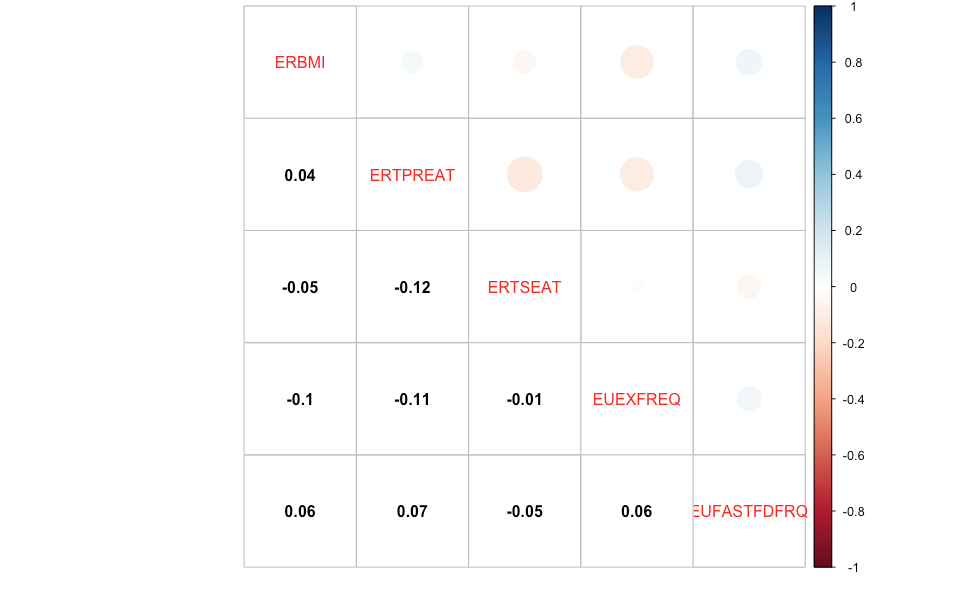 ERBMI
0.04 ERTPREAT
-0.05 -0.12 ERTSEAT
-0.1 -0.11 -0.01 EUEXFREQ
0.06 0.07 -0.05 0.06 EUFASTFDFRQ
1
0.8
0.6
0.4
0.2
0
-0.2
-0.4
-0.6
-0.8
-1